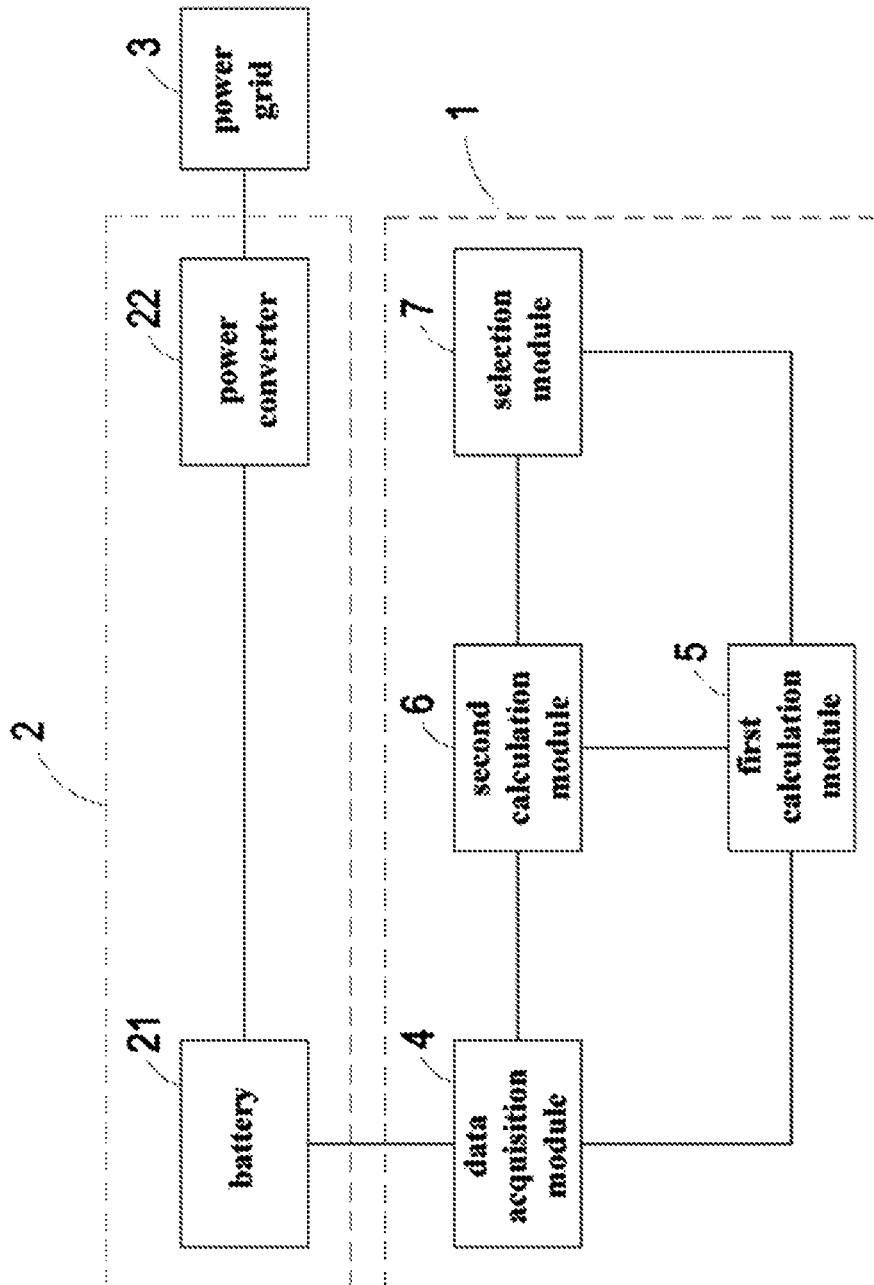 2
21
battery
22
power
converter
3
power
grid
1
4
data
acquisition
module
6
second
calculation
module
7
selection
module
5
first
calculation
module